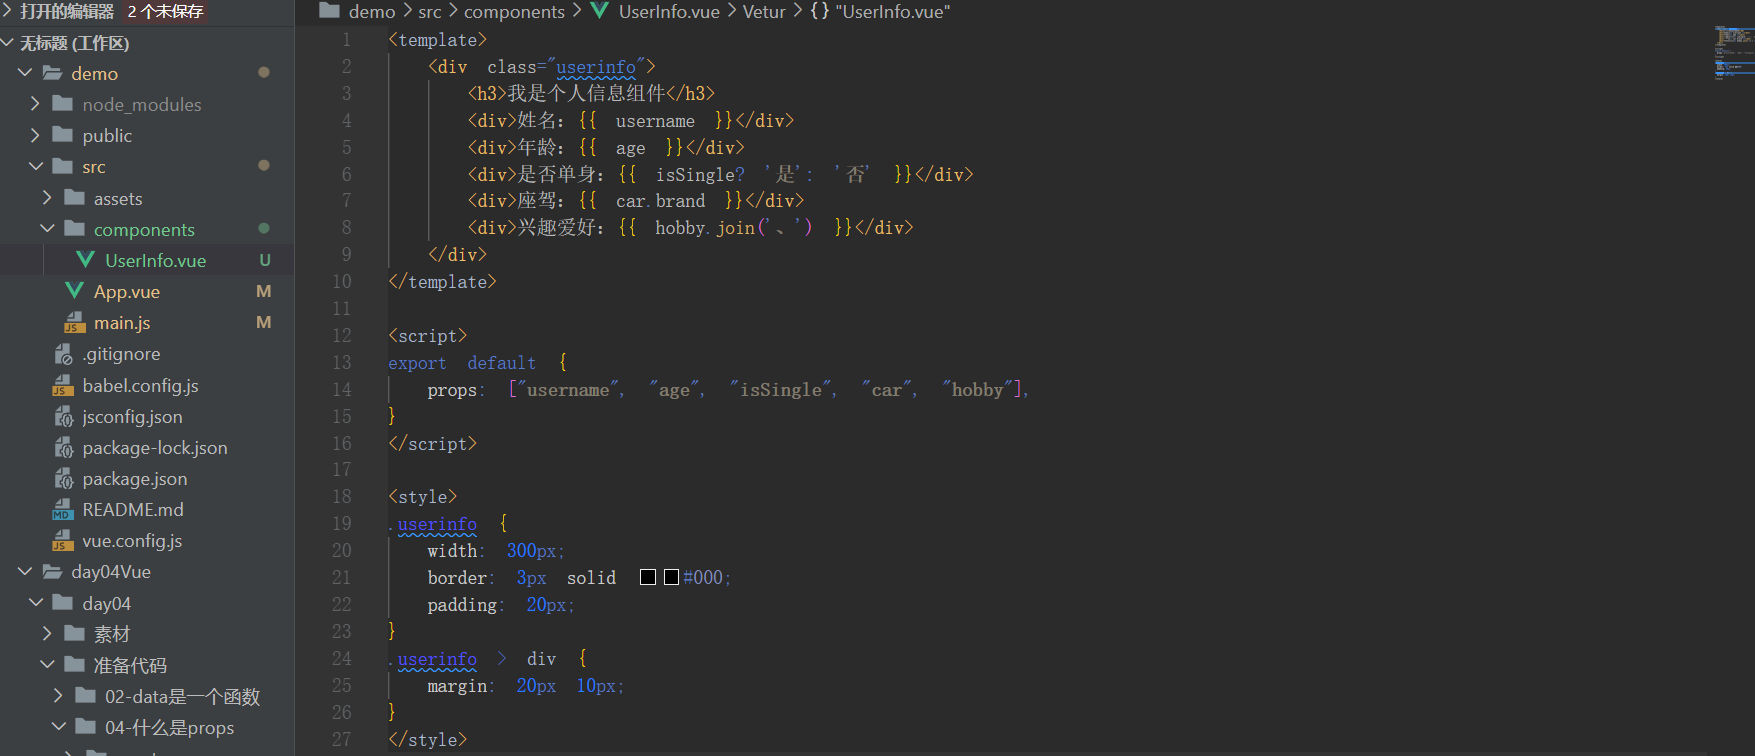 打开的编辑器 2 个未保存
无标题 (工作区)
demo
node_modules
public
src
assets
components
UserInfo.vue U
App.vue M
main.js M
.gitignore
babel.config.js
jsconfig.json
package-lock.json
package.json
README.md
vue.config.js
day04Vue
day04
素材
准备代码
02-data是一个函数
04-什么是props
demo > src > components > UserInfo.vue > Vetur > {} "UserInfo.vue"
1 <template>
2 <div class="userinfo">
3 <h3>我是个人信息组件</h3>
4 <div>姓名：{{ username }}</div>
5 <div>年龄：{{ age }}</div>
6 <div>是否单身：{{ isSingle? '是': '否' }}</div>
7 <div>座驾：{{ car.brand }}</div>
8 <div>兴趣爱好：{{ hobby.join('、') }}</div>
9 </div>
10 </template>
11
12 <script>
13 export default {
14 props: ["username", "age", "isSingle", "car", "hobby"],
15 }
16 </script>
17
18 <style>
19 .userinfo {
20 width: 300px;
21 border: 3px solid #000;
22 padding: 20px;
23 }
24 .userinfo > div {
25 margin: 20px 10px;
26 }
27 </style>